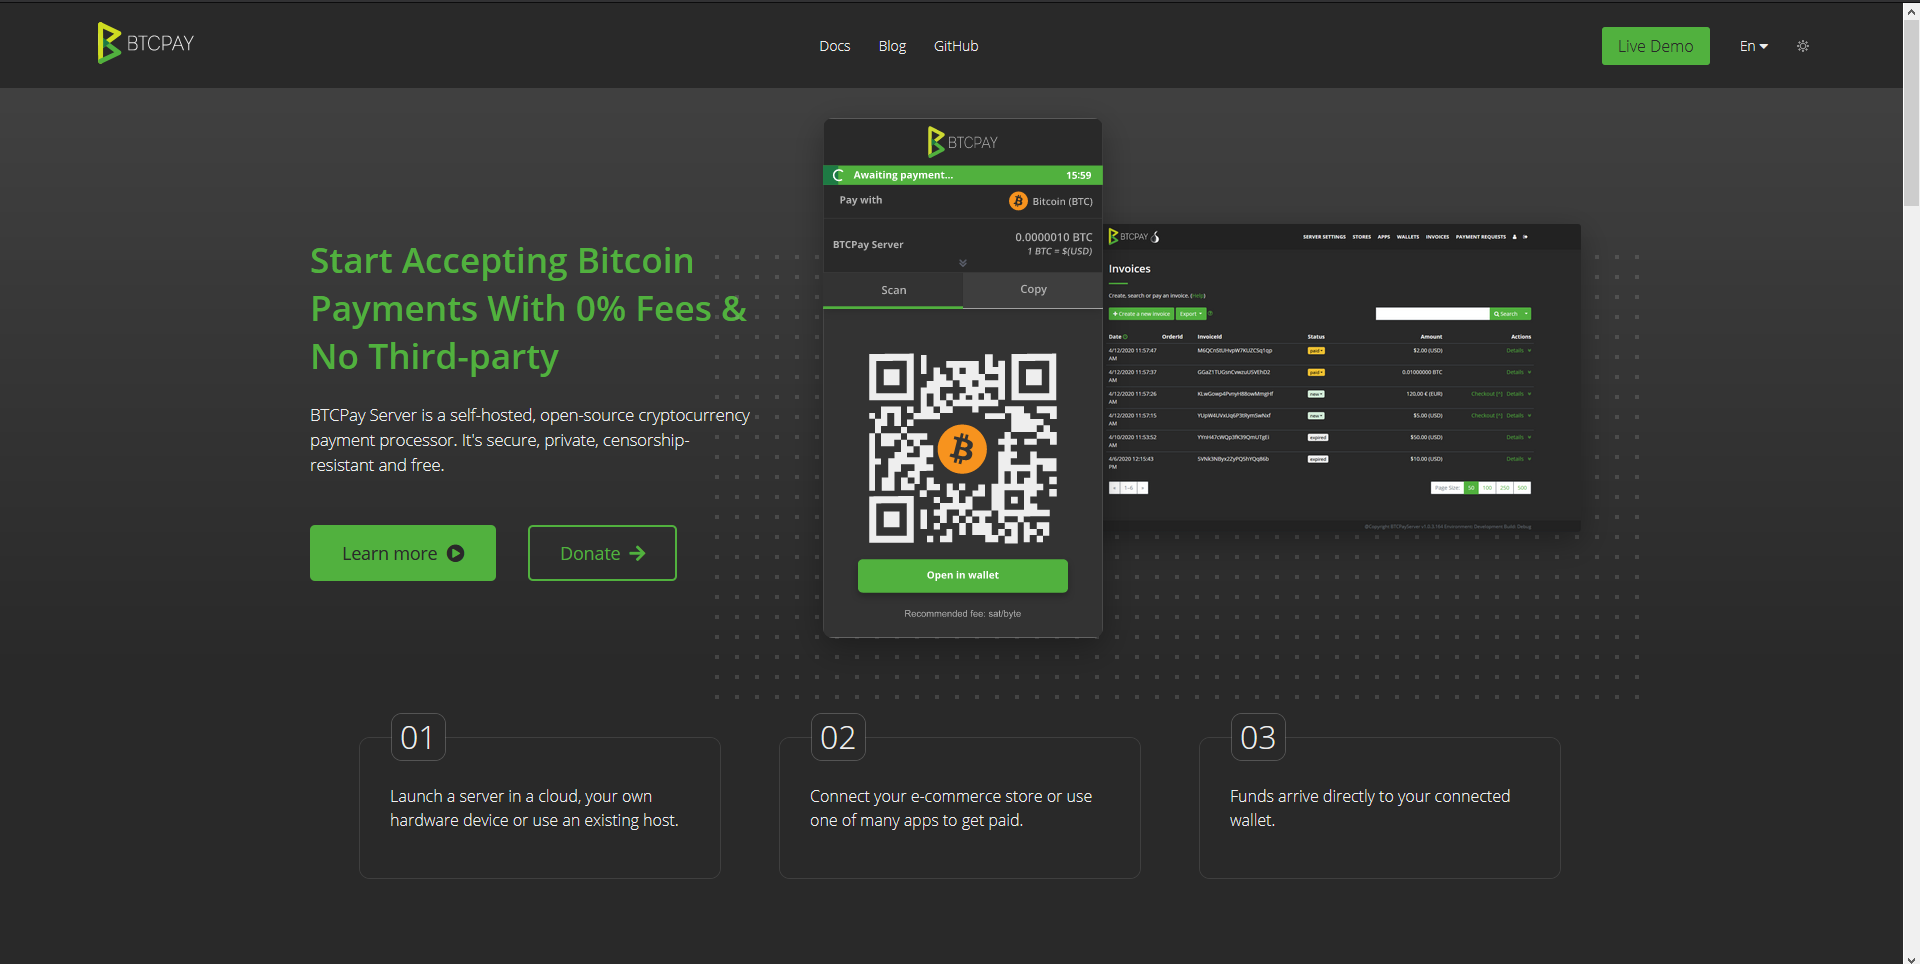 BTCPAY
Docs Blog GitHub
Live Demo
En
Start Accepting Bitcoin
Payments With 0% Fees &
No Third-party
BTCPay Server is a self-hosted, open-source cryptocurrency
payment processor. It's secure, private, censorship-
resistant and free.
Learn more
Donate
BTCPAY
Awaiting payment... 15:59
Pay with Bitcoin (BTC)
BTCPay Server 0.0000010 BTC
1 BTC = $(USD)
Scan Copy
Open in wallet
Recommended fee: sat/byte
BTCPAY
SERVER SETTINGS STORES APPS WALLETS INVOICES PAYMENT REQUESTS
Invoices
Create, search or pay an invoice. (Help)
Create a new invoice Export Search
Date OrderId InvoiceId Status Amount Actions
4/12/2020 11:57:47 AM paid $2.00 (USD) Details
4/12/2020 11:57:37 AM paid 0.01000000 BTC Details
4/12/2020 11:57:26 AM new 120.00 € (EUR) Checkout [^] Details
4/12/2020 11:57:15 AM new $5.00 (USD) Checkout [^] Details
4/10/2020 11:53:52 AM expired $50.00 (USD) Details
4/6/2020 12:15:43 PM expired $10.00 (USD) Details
« 1-6 » Page Size: 50 100 250 500
01
Launch a server in a cloud, your own
hardware device or use an existing host.
02
Connect your e-commerce store or use
one of many apps to get paid.
03
Funds arrive directly to your connected
wallet.